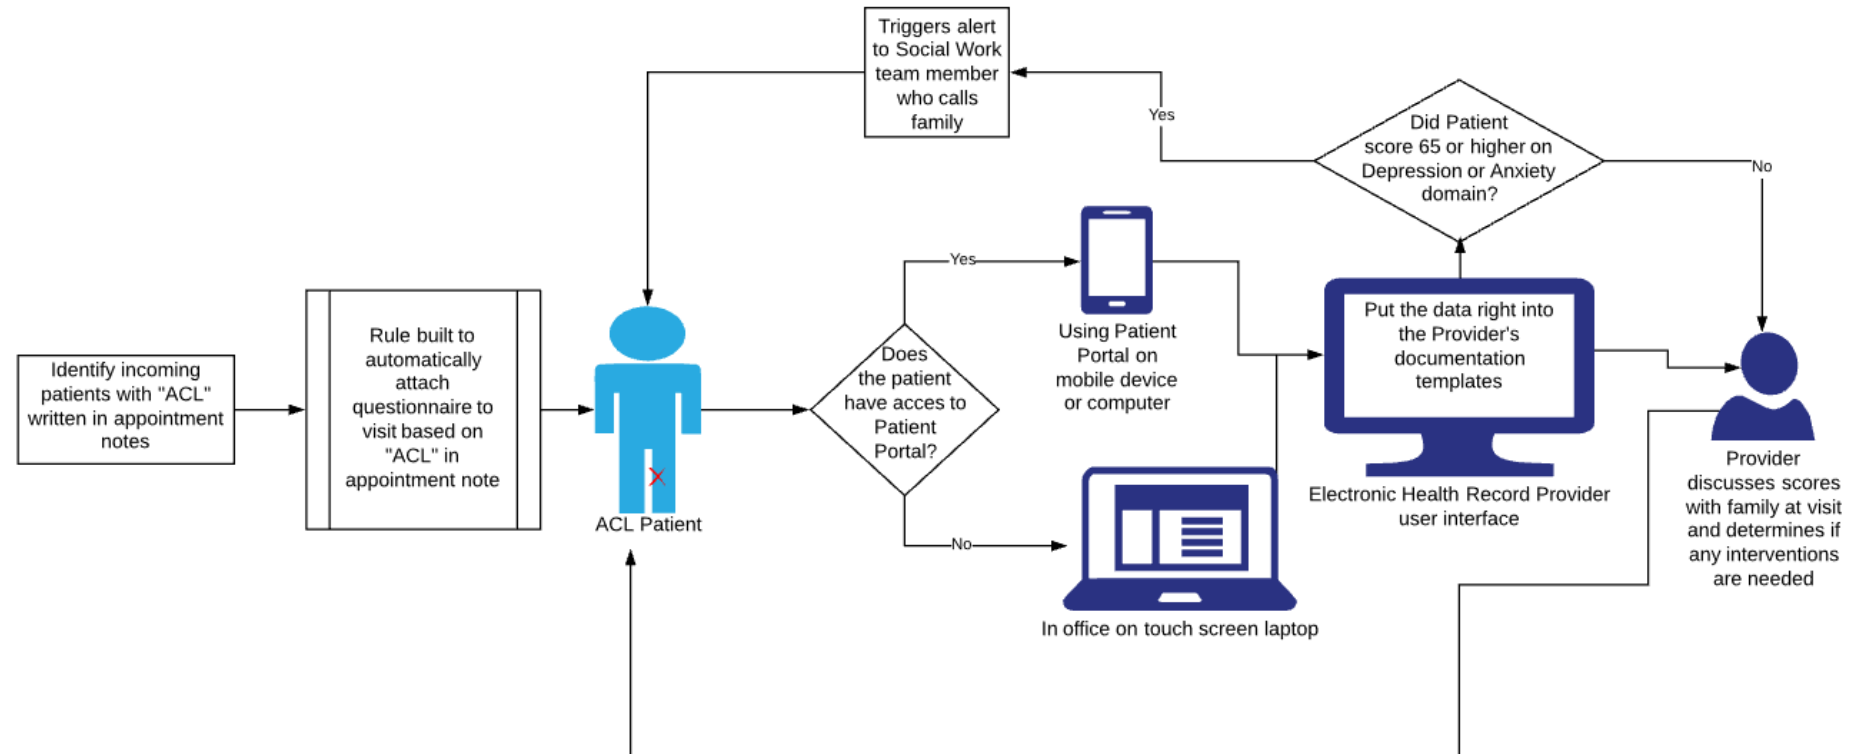 Triggers alert
to Social Work
team member
who calls
family
Yes
Did Patient
score 65 or higher on
Depression or Anxiety
domain?
No
Identify incoming
patients with "ACL"
written in appointment
notes
Rule built to
automatically
attach
questionnaire to
visit based on
"ACL" in
appointment note
ACL Patient
Does
the patient
have acces to
Patient
Portal?
Yes
Using Patient
Portal on
mobile device
or computer
No
In office on touch screen laptop
Put the data right into
the Provider's
documentation
templates
Electronic Health Record Provider
user interface
Provider
discusses scores
with family at visit
and determines if
any interventions
are needed